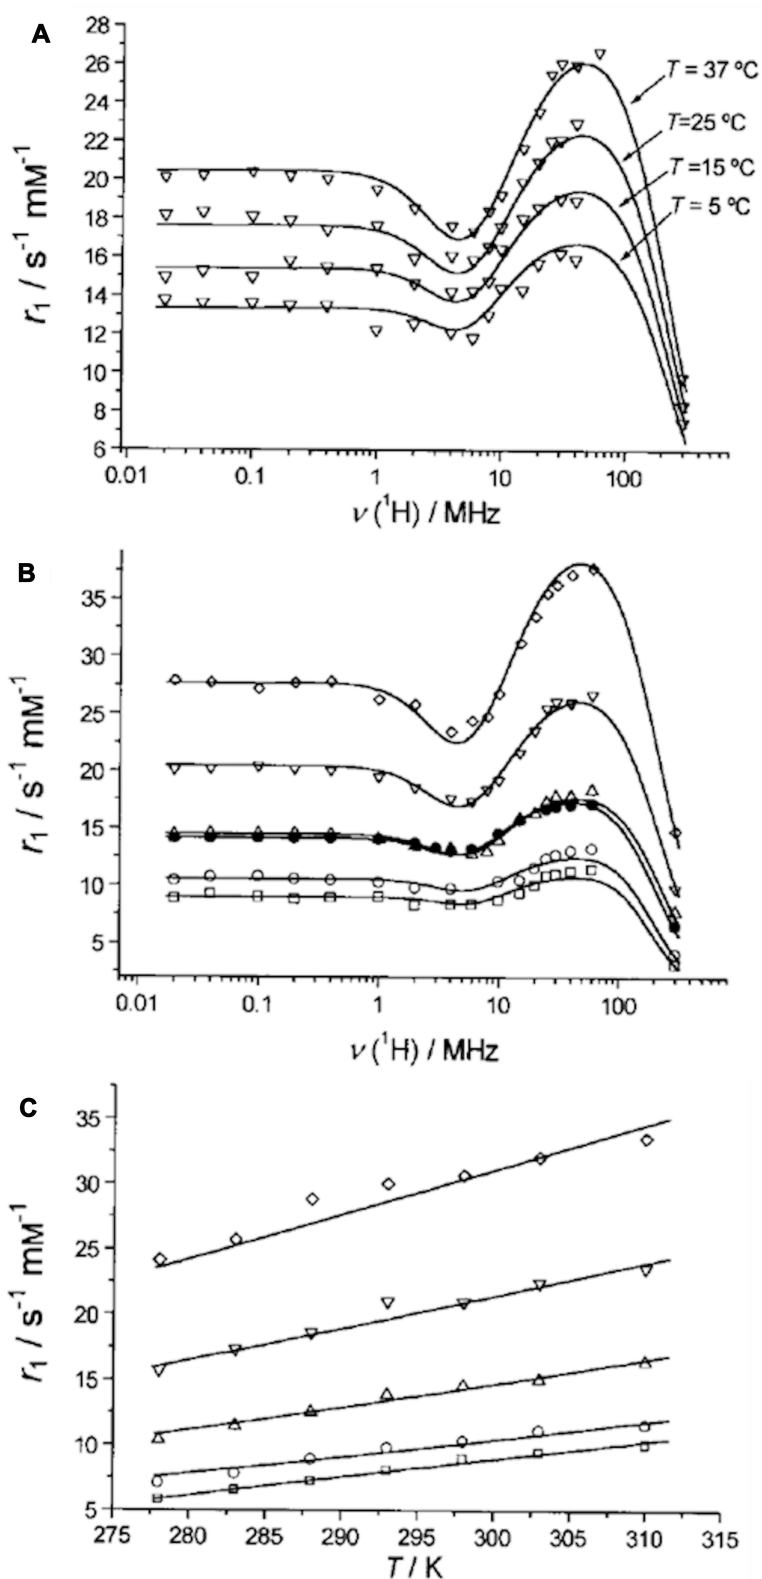 A
28
26
24
22
20
18
16
14
12
10
8
6
r1 / s-1 mM-1
T = 37 ºC
T=25 ºC
T =15 ºC
T = 5 ºC
0.01 0.1 1 10 100
ν (1H) / MHz
B
35
30
25
20
15
10
5
r1 / s-1 mM-1
0.01 0.1 1 10 100
ν (1H) / MHz
C
35
30
25
20
15
10
5
r1 / s-1 mM-1
275 280 285 290 295 300 305 310 315
T / K